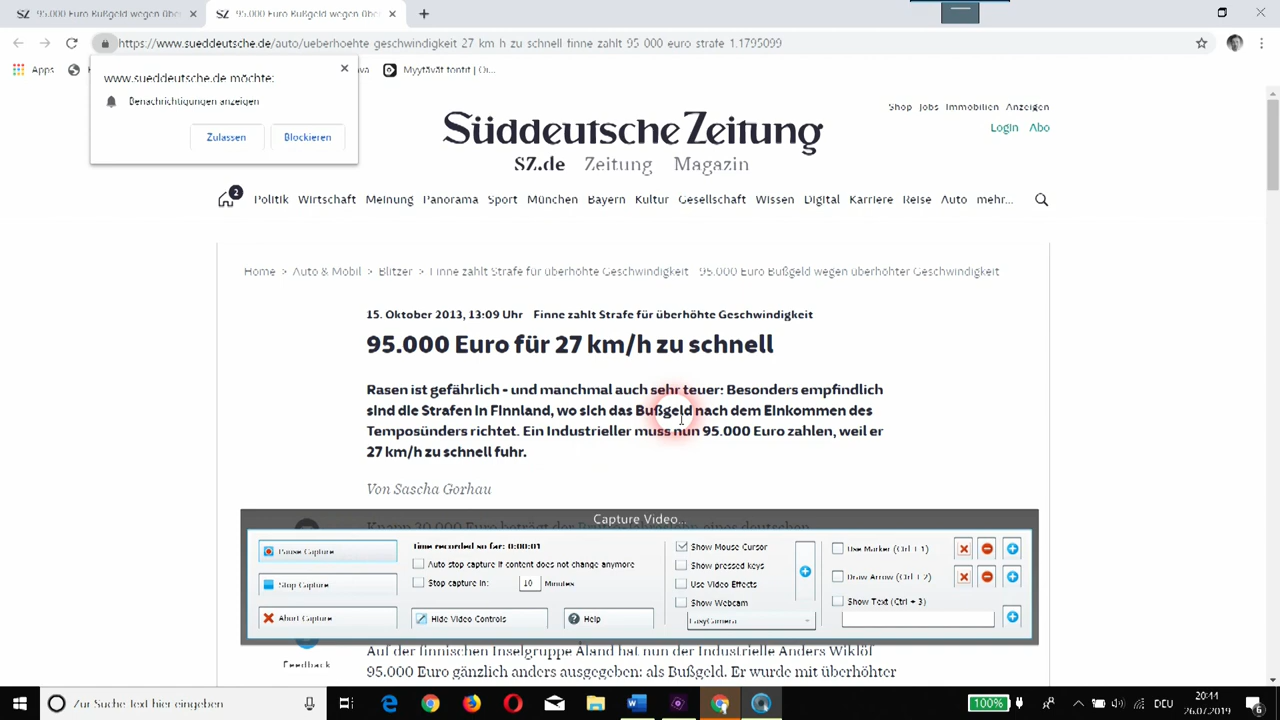 95.000 Euro Bußgeld wegen über
95.000 Euro Bußgeld wegen über
https://www.sueddeutsche.de/auto/ueberhoehte geschwindigkeit 27 km h zu schnell finne zahlt 95 000 euro strafe 1.1795099
Apps
Myytävät tontit | Oi...
www.sueddeutsche.de möchte:
Benachrichtigungen anzeigen
Zulassen
Blockieren
Shop Jobs Immobilien Anzeigen
Login Abo
Süddeutsche Zeitung
SZ.de Zeitung Magazin
2
Politik Wirtschaft Meinung Panorama Sport München Bayern Kultur Gesellschaft Wissen Digital Karriere Reise Auto mehr...
Home > Auto & Mobil > Blitzer > Finne zahlt Strafe für überhöhte Geschwindigkeit 95.000 Euro Bußgeld wegen überhöhter Geschwindigkeit
15. Oktober 2013, 13:09 Uhr Finne zahlt Strafe für überhöhte Geschwindigkeit
95.000 Euro für 27 km/h zu schnell
Rasen ist gefährlich - und manchmal auch sehr teuer: Besonders empfindlich
sind die Strafen in Finnland, wo sich das Bußgeld nach dem Einkommen des
Temposünders richtet. Ein Industrieller muss nun 95.000 Euro zahlen, weil er
27 km/h zu schnell fuhr.
Von Sascha Gorhau
Capture Video...
Pause Capture
Stop Capture
Abort Capture
Time recorded so far: 0:00:01
Auto stop capture if content does not change anymore
Stop capture in: 10 Minutes
Hide Video Controls
Help
Show Mouse Cursor
Show pressed keys
Use Video Effects
Show Webcam
EasyCamera
Use Marker (Ctrl + 1)
Draw Arrow (Ctrl + 2)
Show Text (Ctrl + 3)
Feedback
Auf der finnischen Inselgruppe Åland hat nun der Industrielle Anders Wiklöf
95.000 Euro gänzlich anders ausgegeben: als Bußgeld. Er wurde mit überhöhter
Zur Suche Text hier eingeben
100%
DEU
20:44
26.07.2019
6